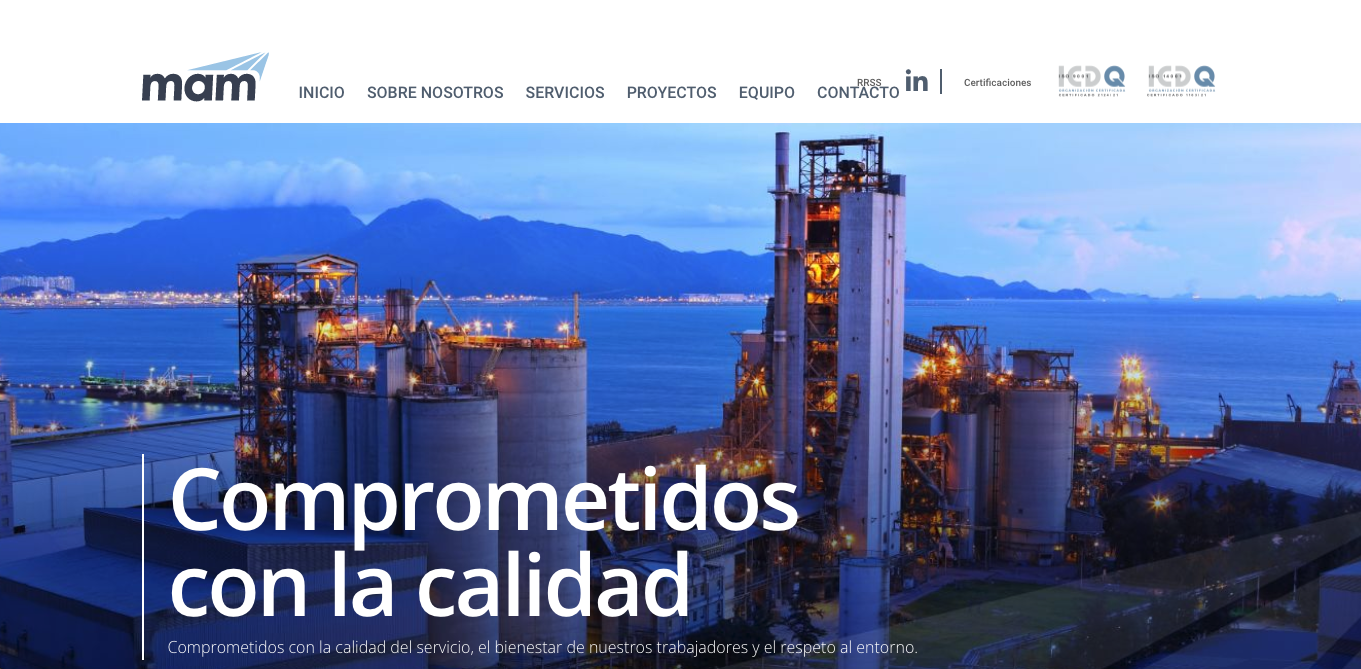 mam
INICIO SOBRE NOSOTROS SERVICIOS PROYECTOS EQUIPO CONTACTO
RRSS
in
Certificaciones
ISO 9001
ICDQ
ORGANIZACIÓN CERTIFICADA
ISO 14001
ICDQ
ORGANIZACIÓN CERTIFICADA
Comprometidos
con la calidad
Comprometidos con la calidad del servicio, el bienestar de nuestros trabajadores y el respeto al entorno.